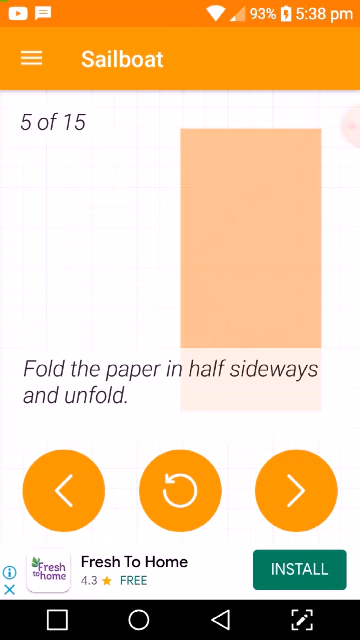 93% 5:38 pm
Sailboat
5 of 15
Fold the paper in half sideways
and unfold.
Fresh to home
Fresh To Home
4.3 FREE
INSTALL